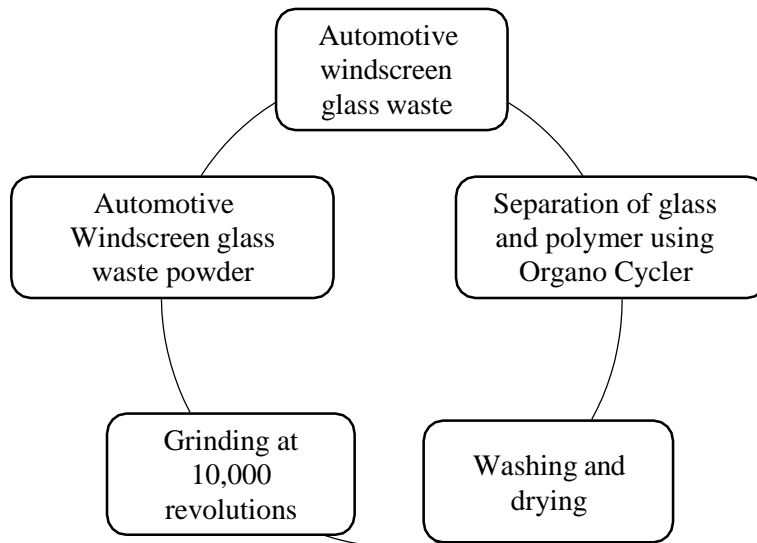 Automotive
windscreen
glass waste
Automotive
Windscreen glass
waste powder
Separation of glass
and polymer using
Organo Cycler
Grinding at
10,000
revolutions
Washing and
drying